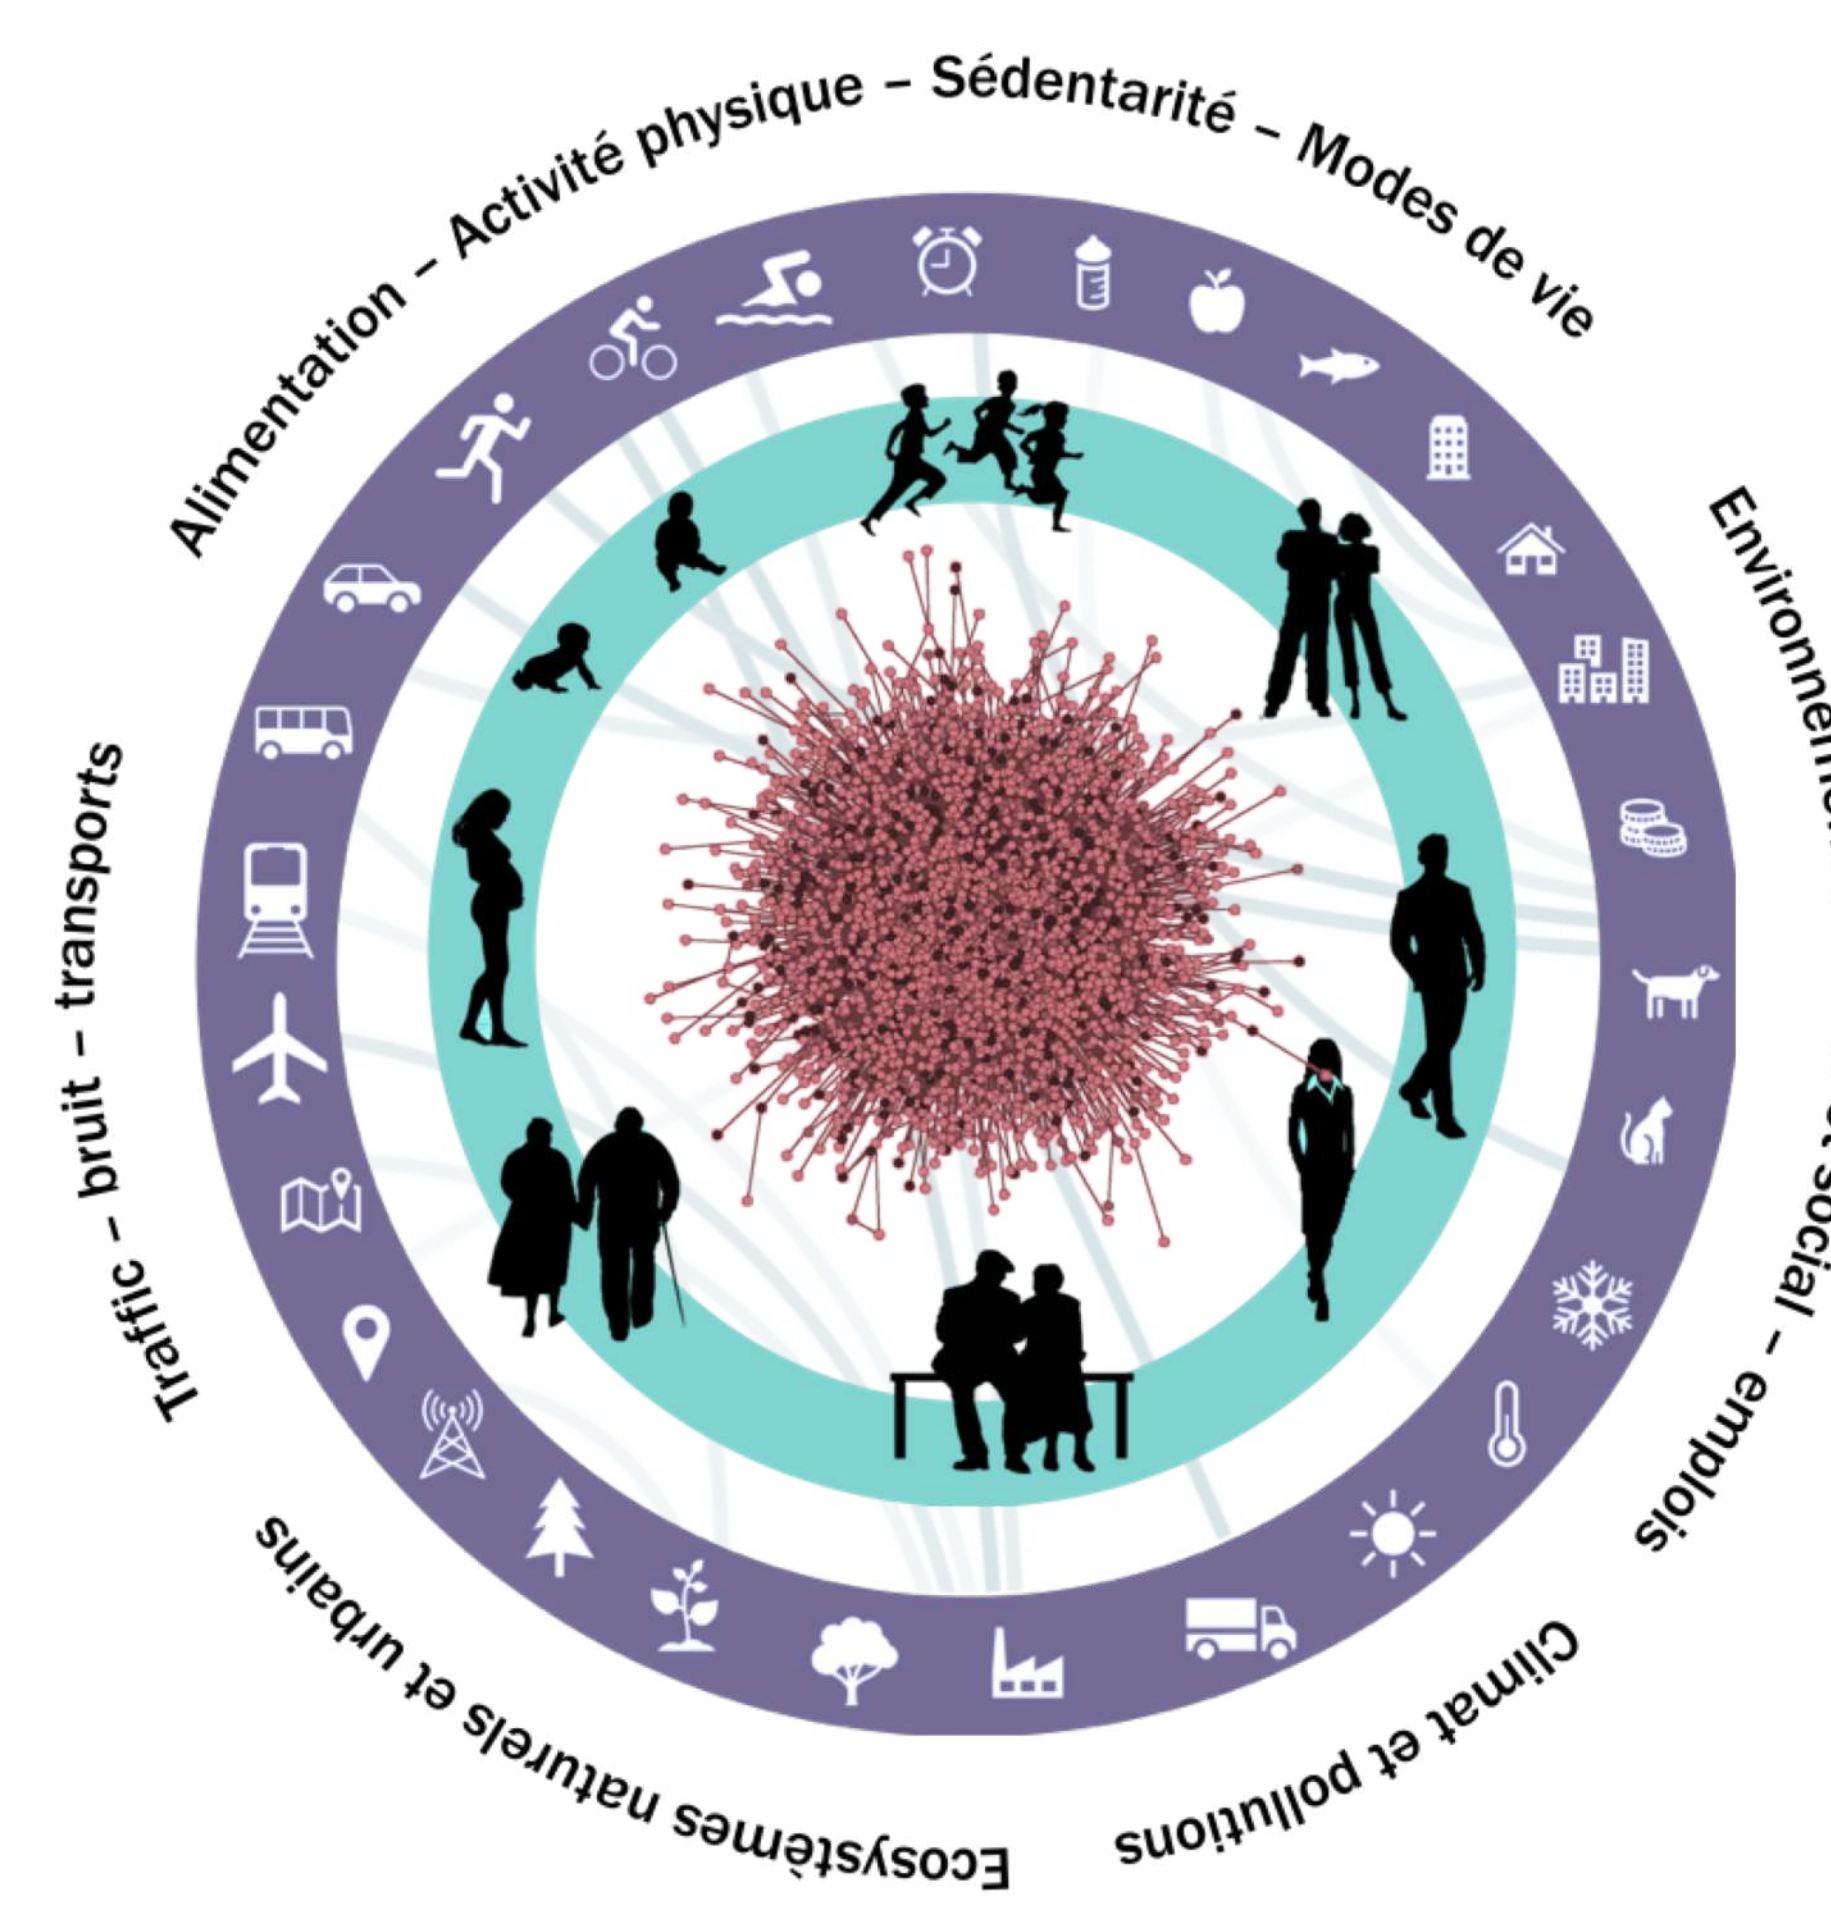 Alimentation – Activité physique – Sédentarité – Modes de vie
social – emplois
Climat et pollutions
Ecosystèmes naturels et urbains
Traffic – bruit – transports